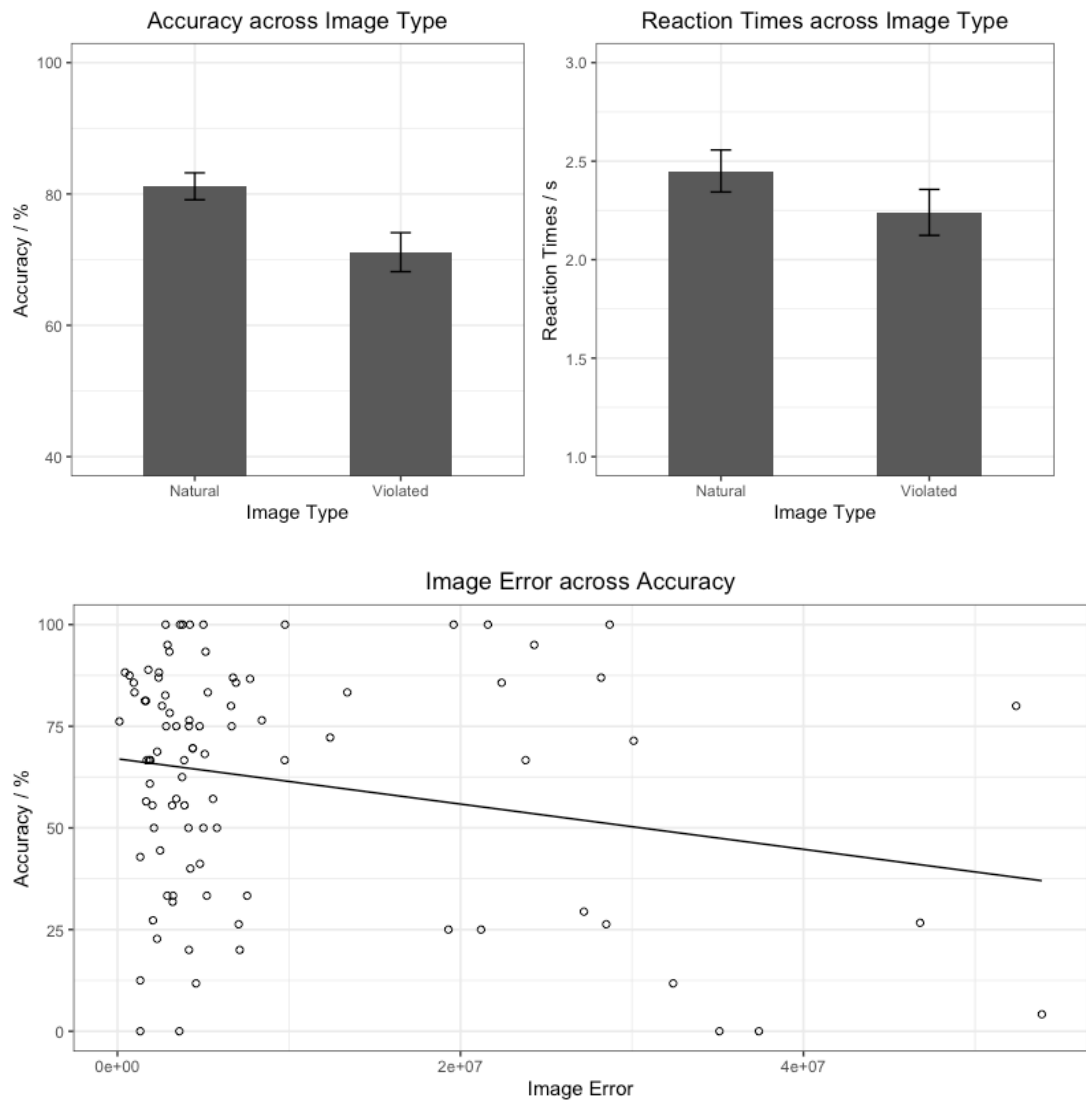 Accuracy across Image Type
100
80
60
40
Accuracy / %
Natural
Violated
Image Type
Reaction Times across Image Type
3.0
2.5
2.0
1.5
1.0
Reaction Times / s
Natural
Violated
Image Type
Image Error across Accuracy
100
75
50
25
0
Accuracy / %
0e+00
2e+07
4e+07
Image Error